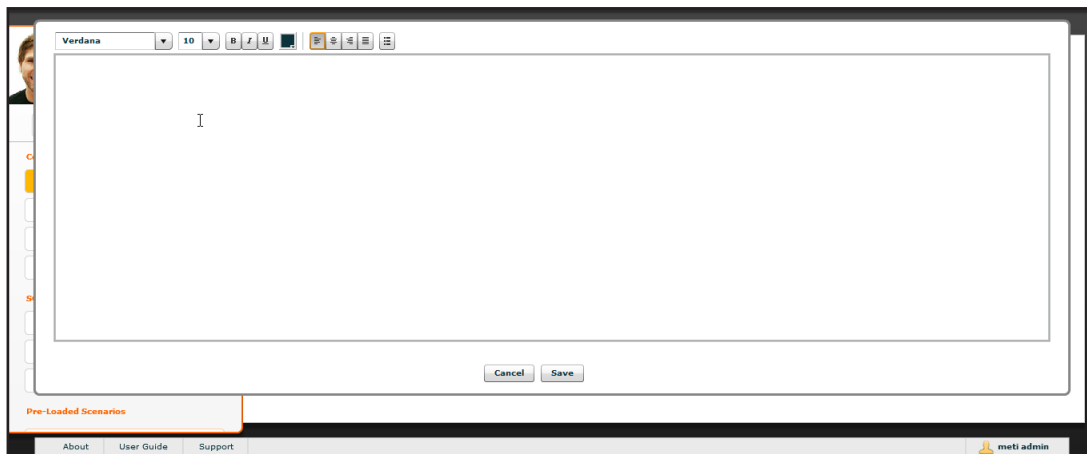 Verdana 10 B I U
C
S
Cancel Save
Pre-Loaded Scenarios
About User Guide Support meti admin